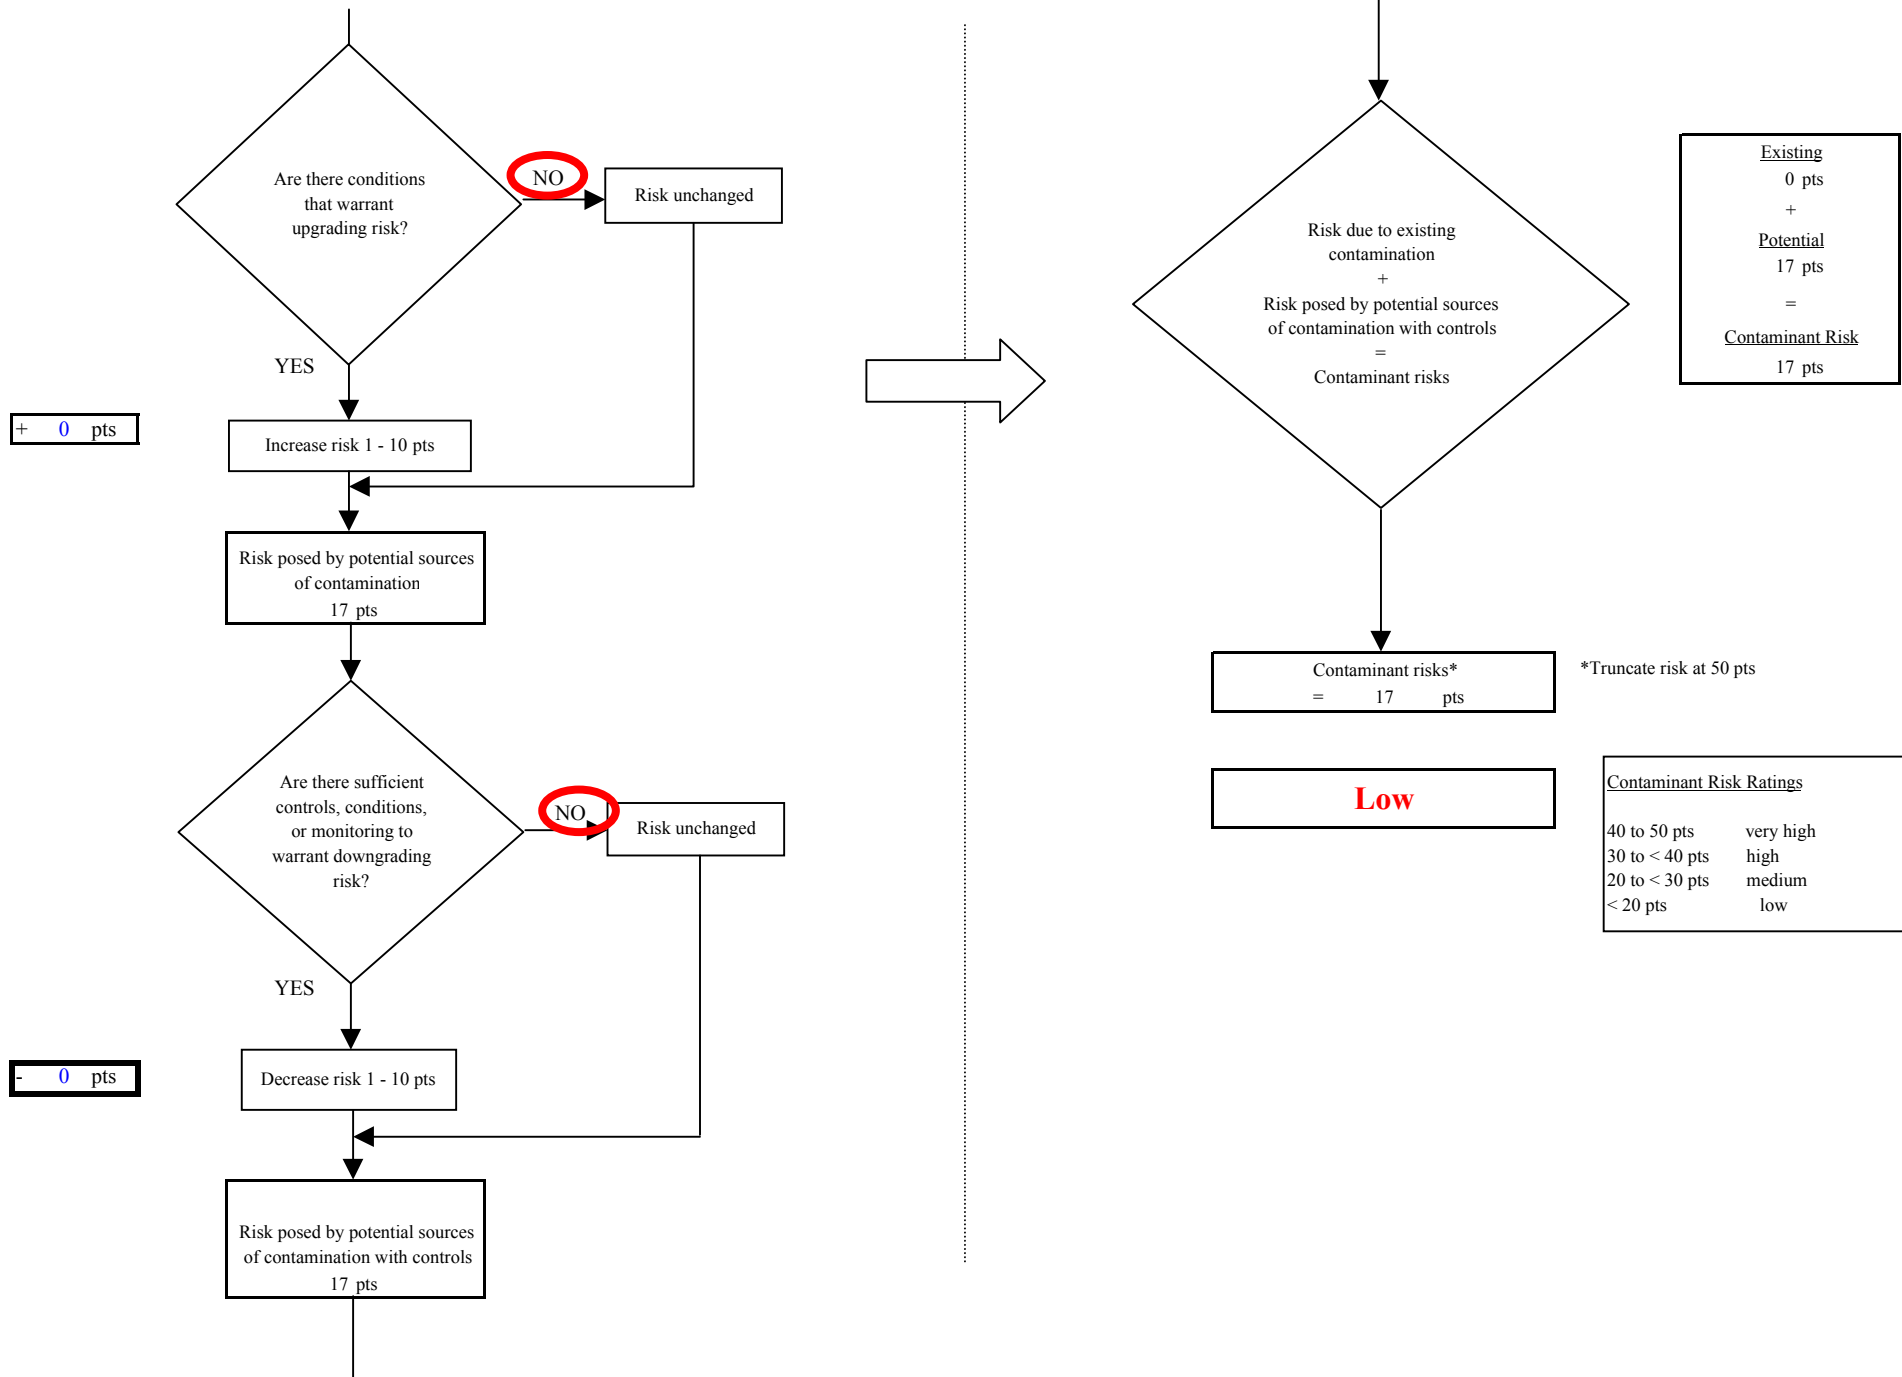 Are there conditions
that warrant
upgrading risk?
NO
Risk unchanged
YES
+ 0 pts
Increase risk 1 - 10 pts
Risk posed by potential sources
of contamination
17 pts
Are there sufficient
controls, conditions,
or monitoring to
warrant downgrading
risk?
NO
Risk unchanged
YES
- 0 pts
Decrease risk 1 - 10 pts
Risk posed by potential sources
of contamination with controls
17 pts
Risk due to existing
contamination
+
Risk posed by potential sources
of contamination with controls
=
Contaminant risks
Existing
0 pts
+
Potential
17 pts
=
Contaminant Risk
17 pts
Contaminant risks*
= 17 pts
*Truncate risk at 50 pts
Low
Contaminant Risk Ratings
40 to 50 pts very high
30 to < 40 pts high
20 to < 30 pts medium
< 20 pts low